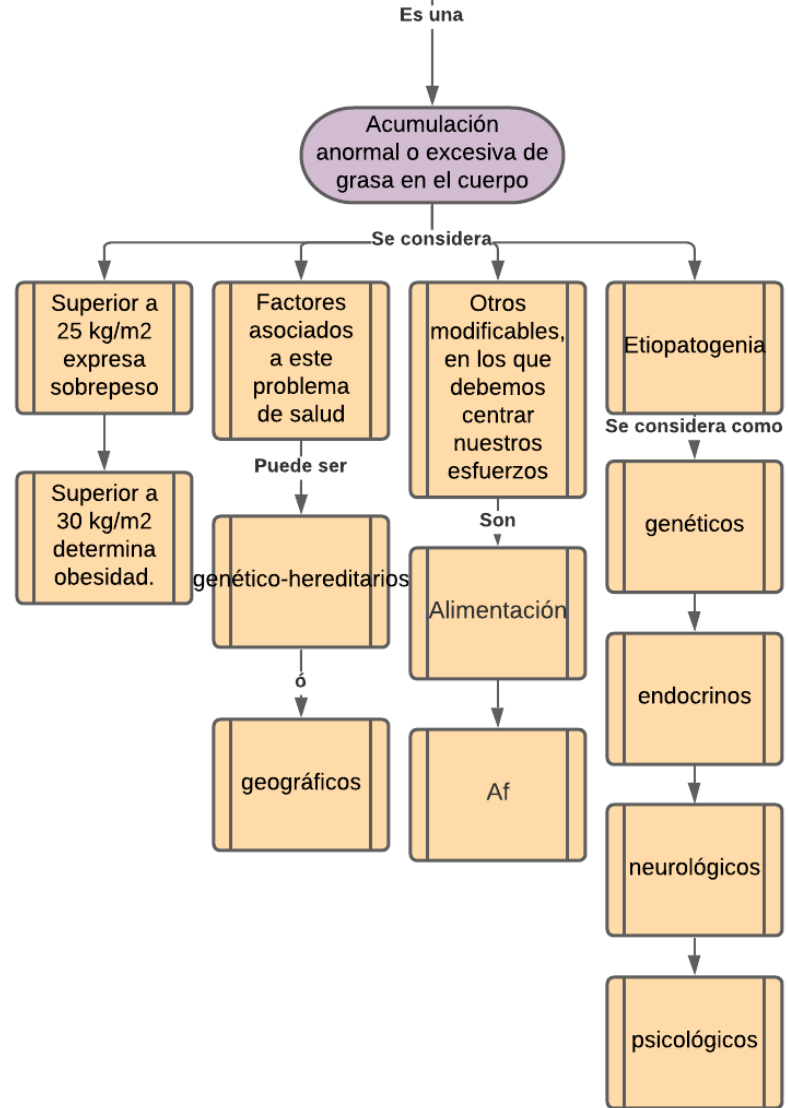 Es una
Acumulación
anormal o excesiva de
grasa en el cuerpo
Se considera
Superior a
25 kg/m2
expresa
sobrepeso
Superior a
30 kg/m2
determina
obesidad.
Factores
asociados
a este
problema
de salud
Puede ser
genético-hereditarios
ó
geográficos
Otros
modificables,
en los que
debemos
centrar
nuestros
esfuerzos
Son
Alimentación
Af
Etiopatogenia
Se considera como
genéticos
endocrinos
neurológicos
psicológicos